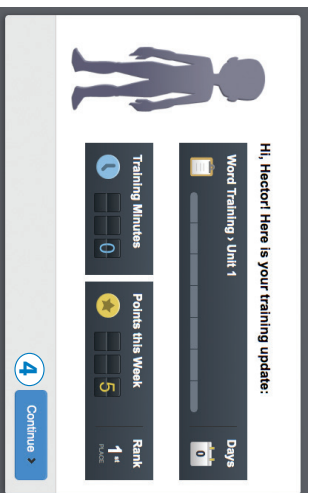 Hi, Hector! Here is your training update:
Word Training › Unit 1
Days
0
Training Minutes
0
Points this Week
5
Rank
1st
PLACE
4
Continue ›